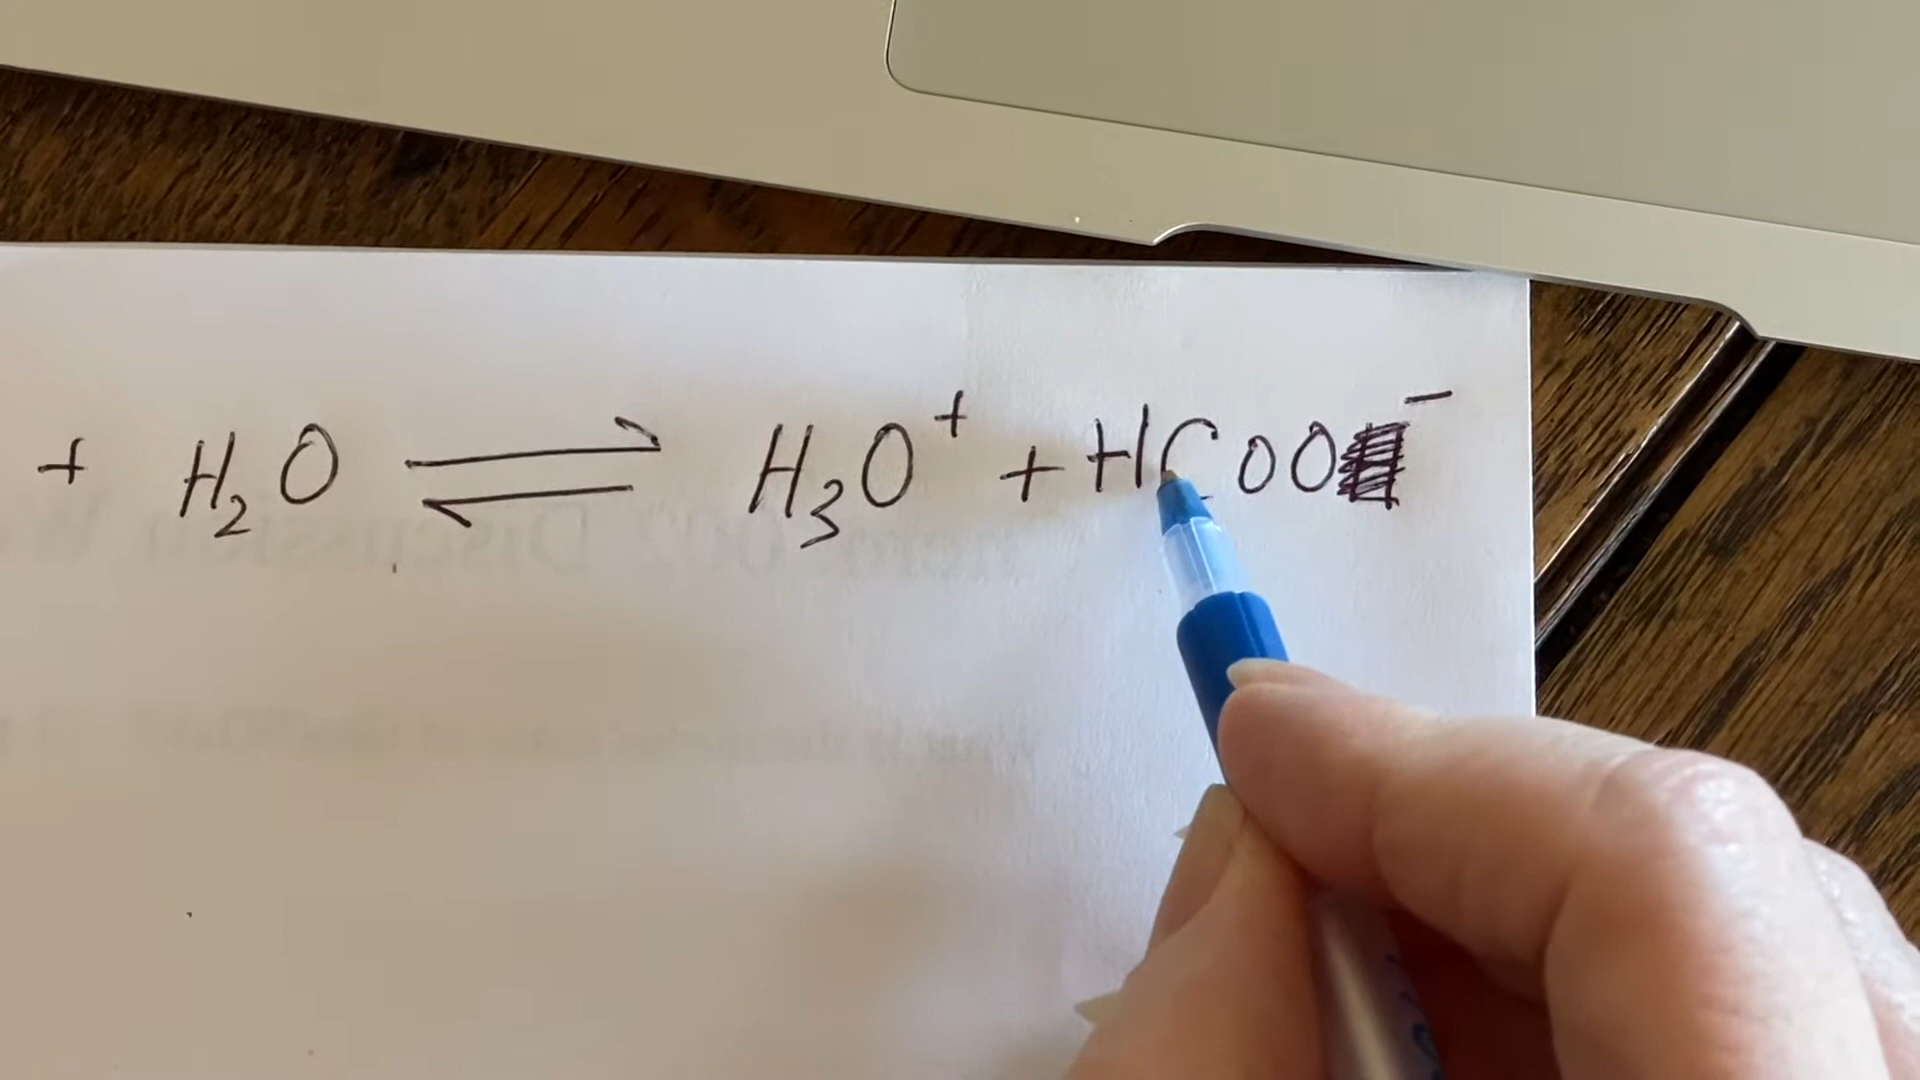 + H₂O ⇌ H₃O⁺ + HCOO⁻